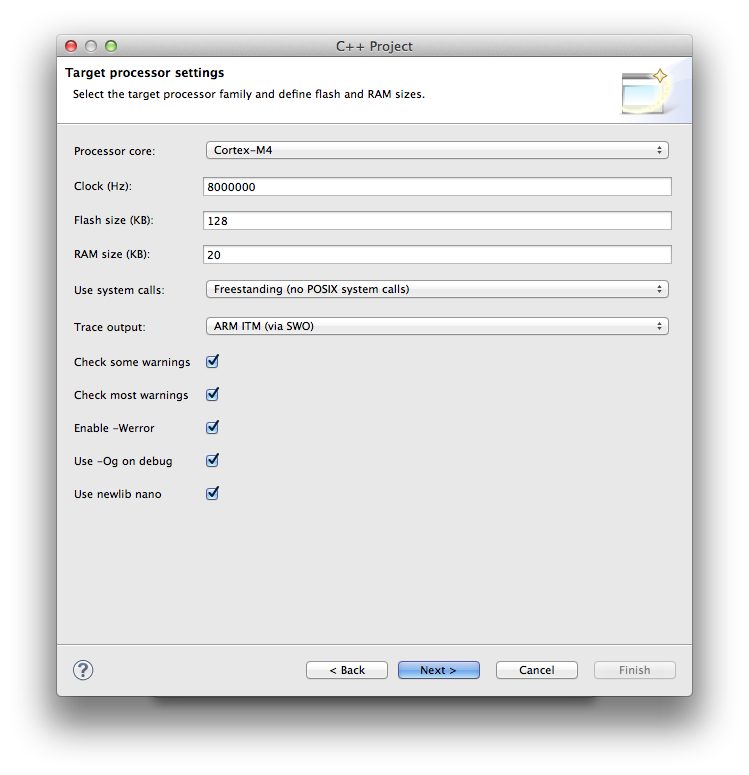 C++ Project
Target processor settings
Select the target processor family and define flash and RAM sizes.
Processor core: Cortex-M4
Clock (Hz): 8000000
Flash size (KB): 128
RAM size (KB): 20
Use system calls: Freestanding (no POSIX system calls)
Trace output: ARM ITM (via SWO)
Check some warnings
Check most warnings
Enable -Werror
Use -Og on debug
Use newlib nano
? < Back Next > Cancel Finish